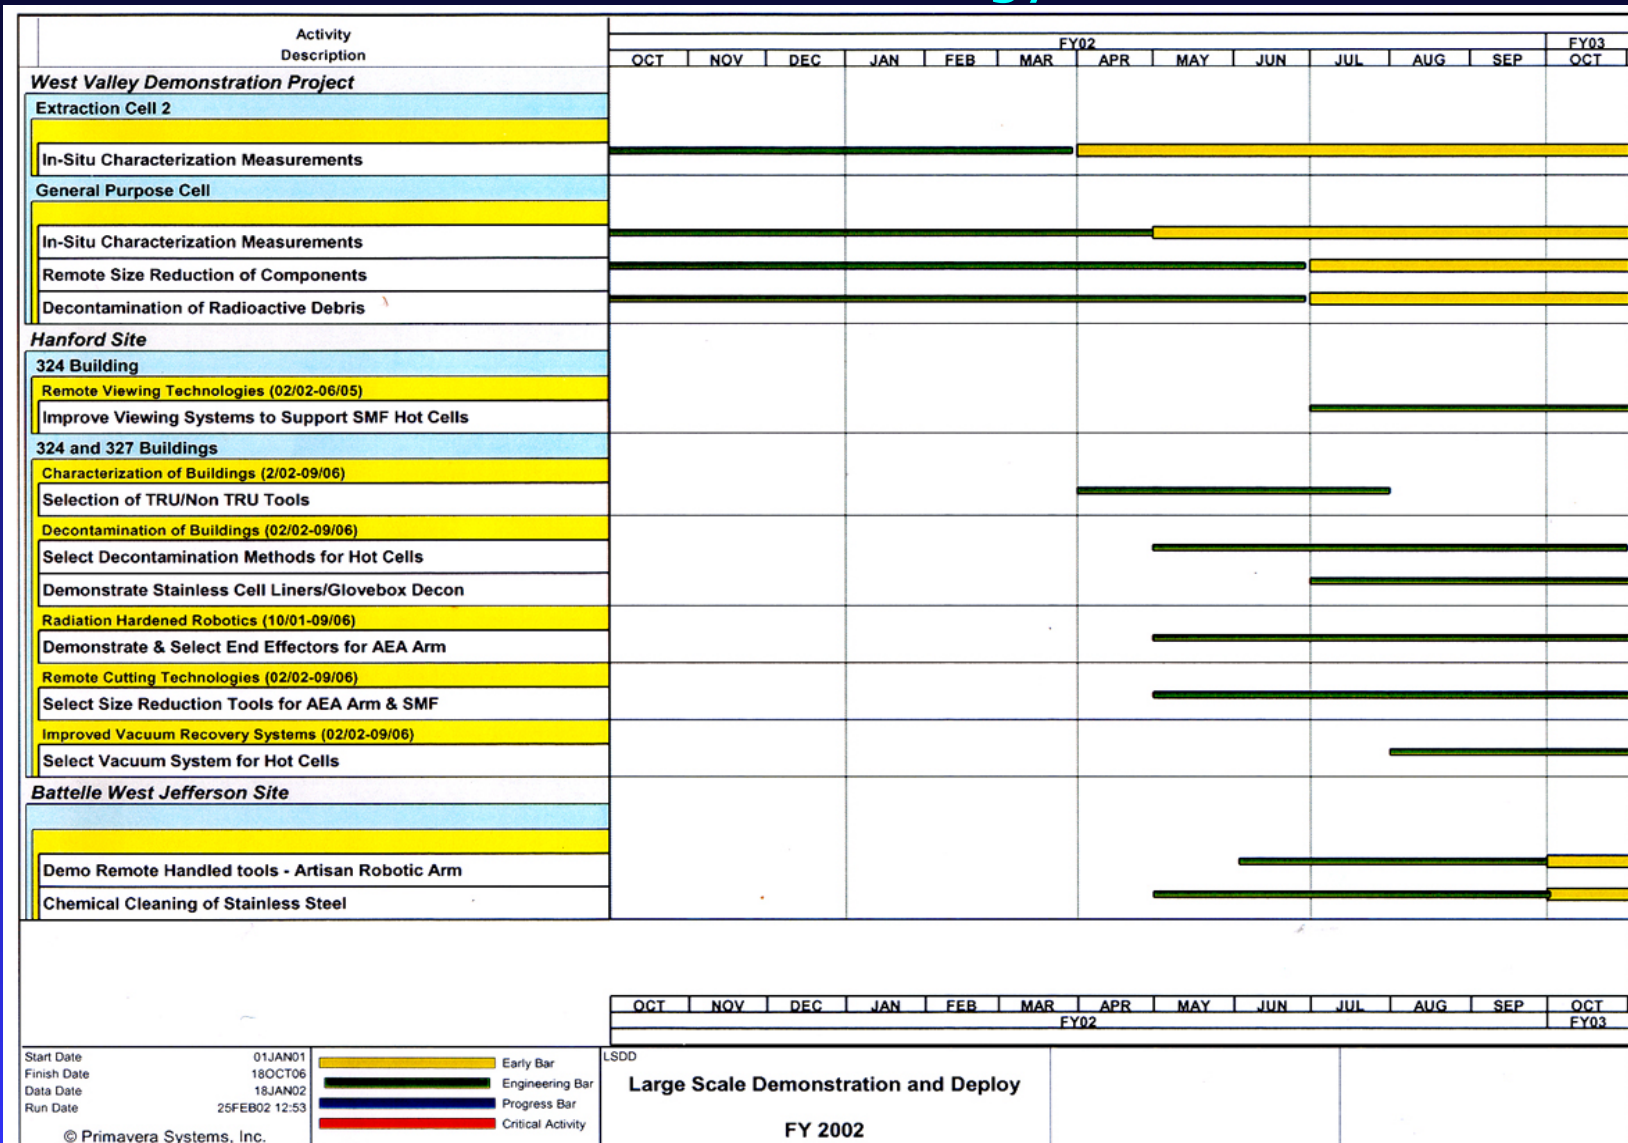 Activity
Description
FY02
FY03
OCT NOV DEC JAN FEB MAR APR MAY JUN JUL AUG SEP OCT
West Valley Demonstration Project
Extraction Cell 2
In-Situ Characterization Measurements
General Purpose Cell
In-Situ Characterization Measurements
Remote Size Reduction of Components
Decontamination of Radioactive Debris
Hanford Site
324 Building
Remote Viewing Technologies (02/02-06/05)
Improve Viewing Systems to Support SMF Hot Cells
324 and 327 Buildings
Characterization of Buildings (2/02-09/06)
Selection of TRU/Non TRU Tools
Decontamination of Buildings (02/02-09/06)
Select Decontamination Methods for Hot Cells
Demonstrate Stainless Cell Liners/Glovebox Decon
Radiation Hardened Robotics (10/01-09/06)
Demonstrate & Select End Effectors for AEA Arm
Remote Cutting Technologies (02/02-09/06)
Select Size Reduction Tools for AEA Arm & SMF
Improved Vacuum Recovery Systems (02/02-09/06)
Select Vacuum System for Hot Cells
Battelle West Jefferson Site
Demo Remote Handled tools - Artisan Robotic Arm
Chemical Cleaning of Stainless Steel
OCT NOV DEC JAN FEB MAR APR MAY JUN JUL AUG SEP OCT
FY02
FY03
Start Date 01JAN01
Finish Date 18OCT06
Data Date 18JAN02
Run Date 25FEB02 12:53
© Primavera Systems, Inc.
Early Bar
Engineering Bar
Progress Bar
Critical Activity
LSDD
Large Scale Demonstration and Deploy
FY 2002